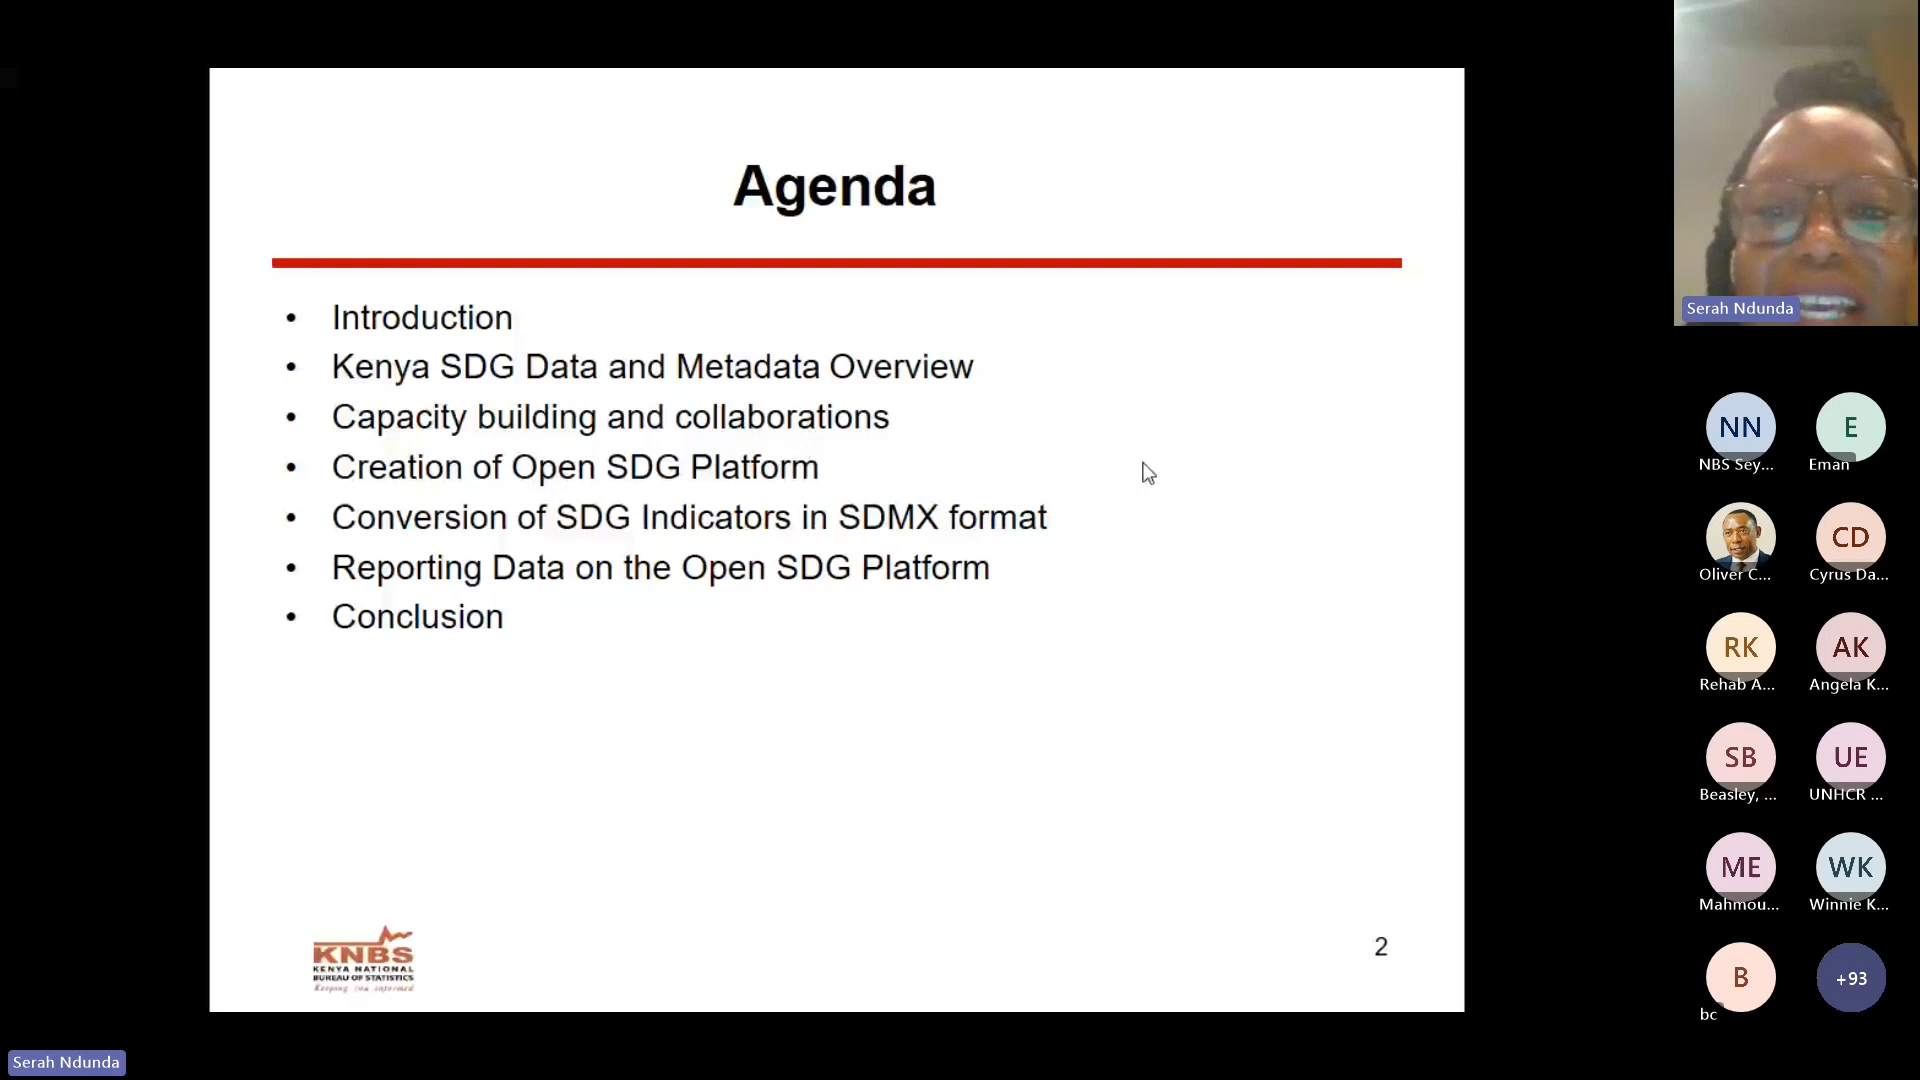 Agenda
• Introduction
• Kenya SDG Data and Metadata Overview
• Capacity building and collaborations
• Creation of Open SDG Platform
• Conversion of SDG Indicators in SDMX format
• Reporting Data on the Open SDG Platform
• Conclusion
KNBS
KENYA NATIONAL
BUREAU OF STATISTICS
Keeping you informed
2
Serah Ndunda
NN
NBS Sey...
E
Eman
Oliver C...
CD
Cyrus Da...
RK
Rehab A...
AK
Angela K...
SB
Beasley, ...
UE
UNHCR ...
ME
Mahmou...
WK
Winnie K...
B
bc
+93
Serah Ndunda